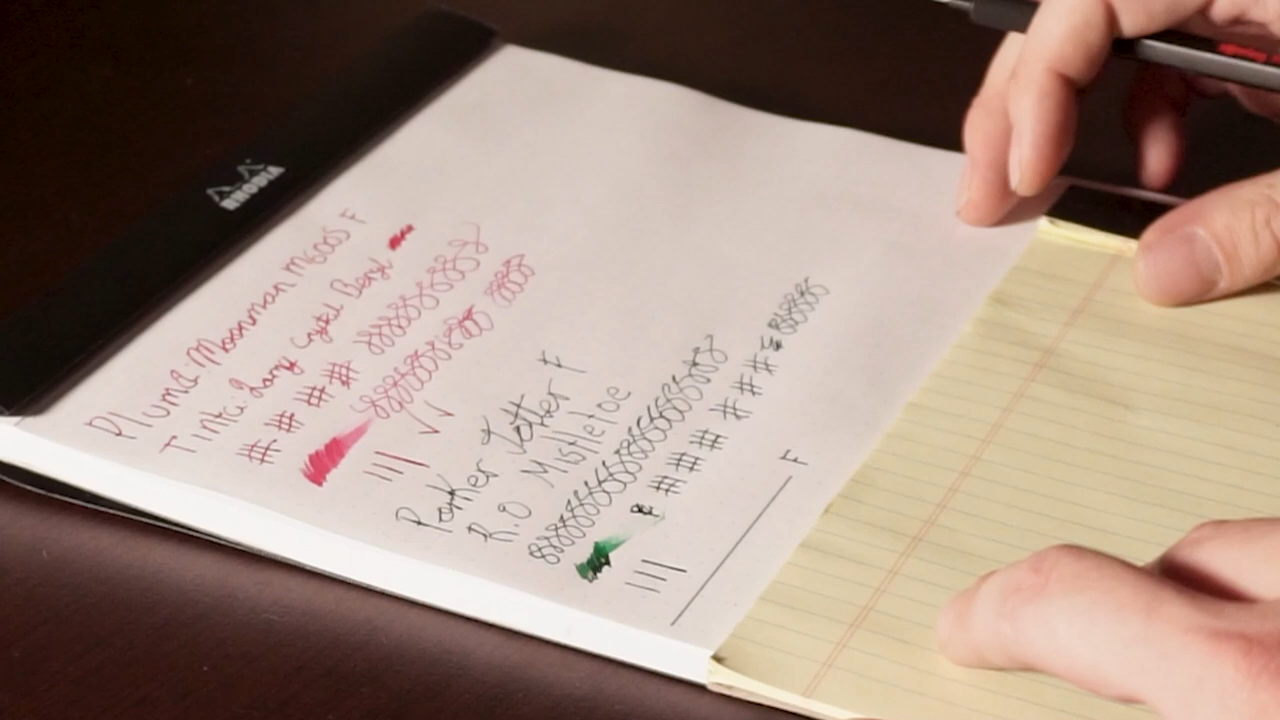 RHODIA
Pluma: Moonman M600S F
Tinta: Lamy Crystal Beryl
Parker Jotter F
R.O Mistletoe
F